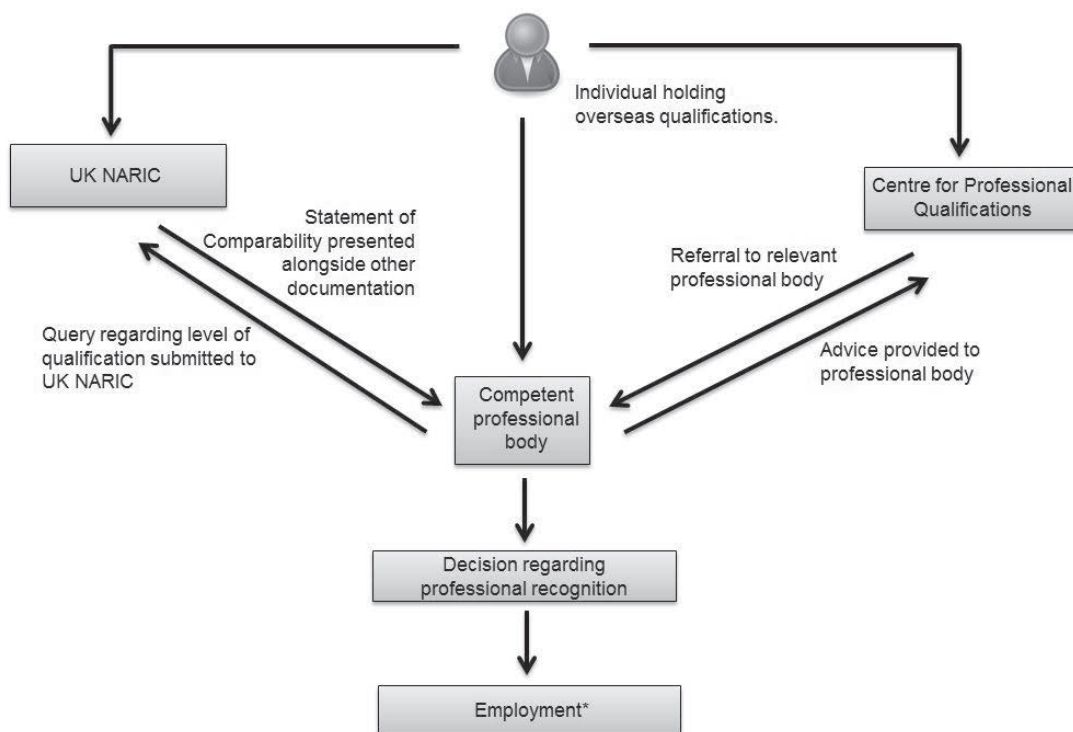 Individual holding
overseas qualifications.
UK NARIC
Centre for Professional
Qualifications
Statement of
Comparability presented
alongside other
documentation
Referral to relevant
professional body
Query regarding level of
qualification submitted to
UK NARIC
Advice provided to
professional body
Competent
professional
body
Decision regarding
professional recognition
Employment*